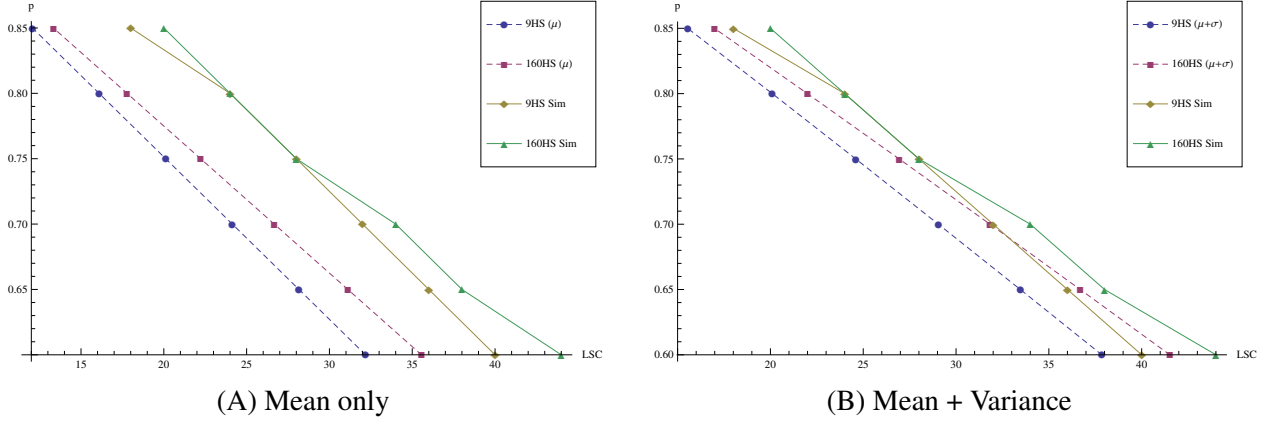 p
0.85
0.80
0.75
0.70
0.65
15 20 25 30 35 40 LSC
9HS (μ)
160HS (μ)
9HS Sim
160HS Sim
(A) Mean only
p
0.85
0.80
0.75
0.70
0.65
0.60
20 25 30 35 40 LSC
9HS (μ+σ)
160HS (μ+σ)
9HS Sim
160HS Sim
(B) Mean + Variance